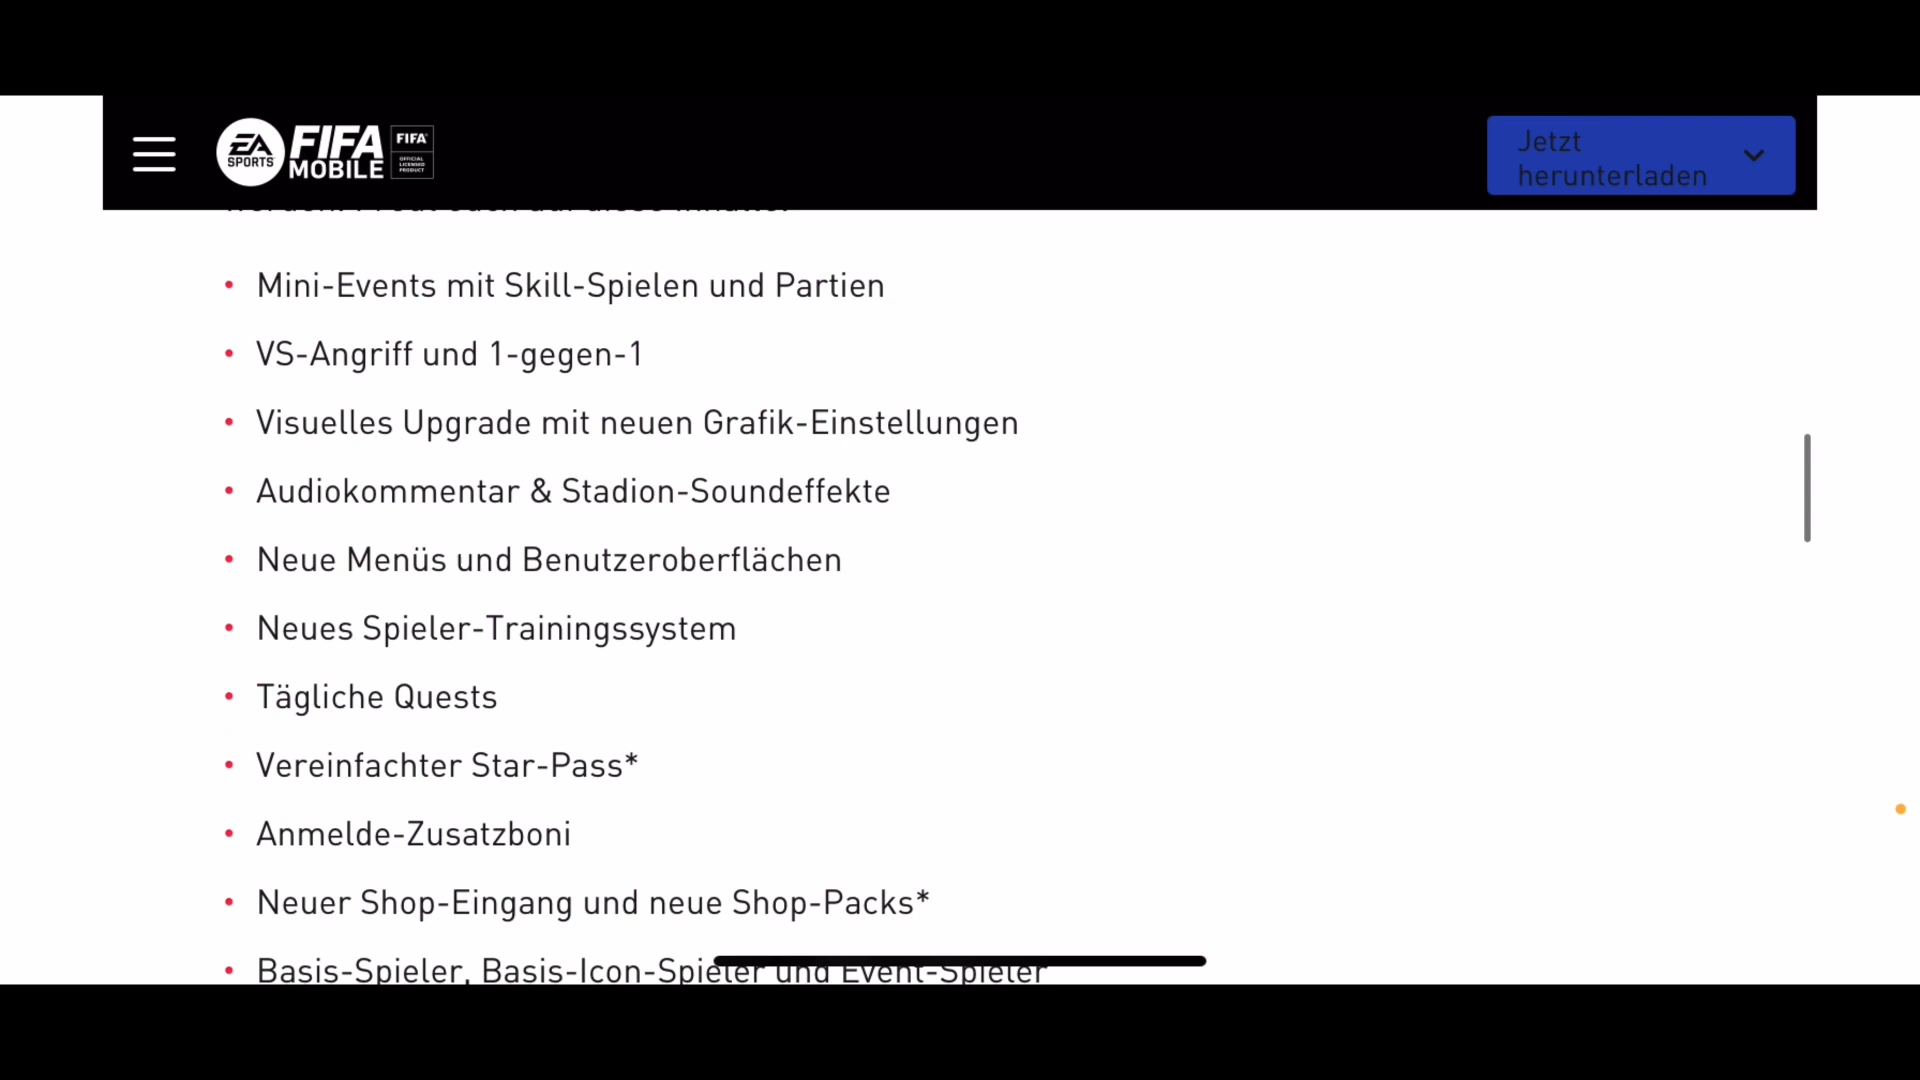 EA SPORTS
FIFA MOBILE
FIFA
OFFICIAL LICENSED PRODUCT
Jetzt
herunterladen
• Mini-Events mit Skill-Spielen und Partien
• VS-Angriff und 1-gegen-1
• Visuelles Upgrade mit neuen Grafik-Einstellungen
• Audiokommentar & Stadion-Soundeffekte
• Neue Menüs und Benutzeroberflächen
• Neues Spieler-Trainingssystem
• Tägliche Quests
• Vereinfachter Star-Pass*
• Anmelde-Zusatzboni
• Neuer Shop-Eingang und neue Shop-Packs*
• Basis-Spieler, Basis-Icon-Spieler und Event-Spieler